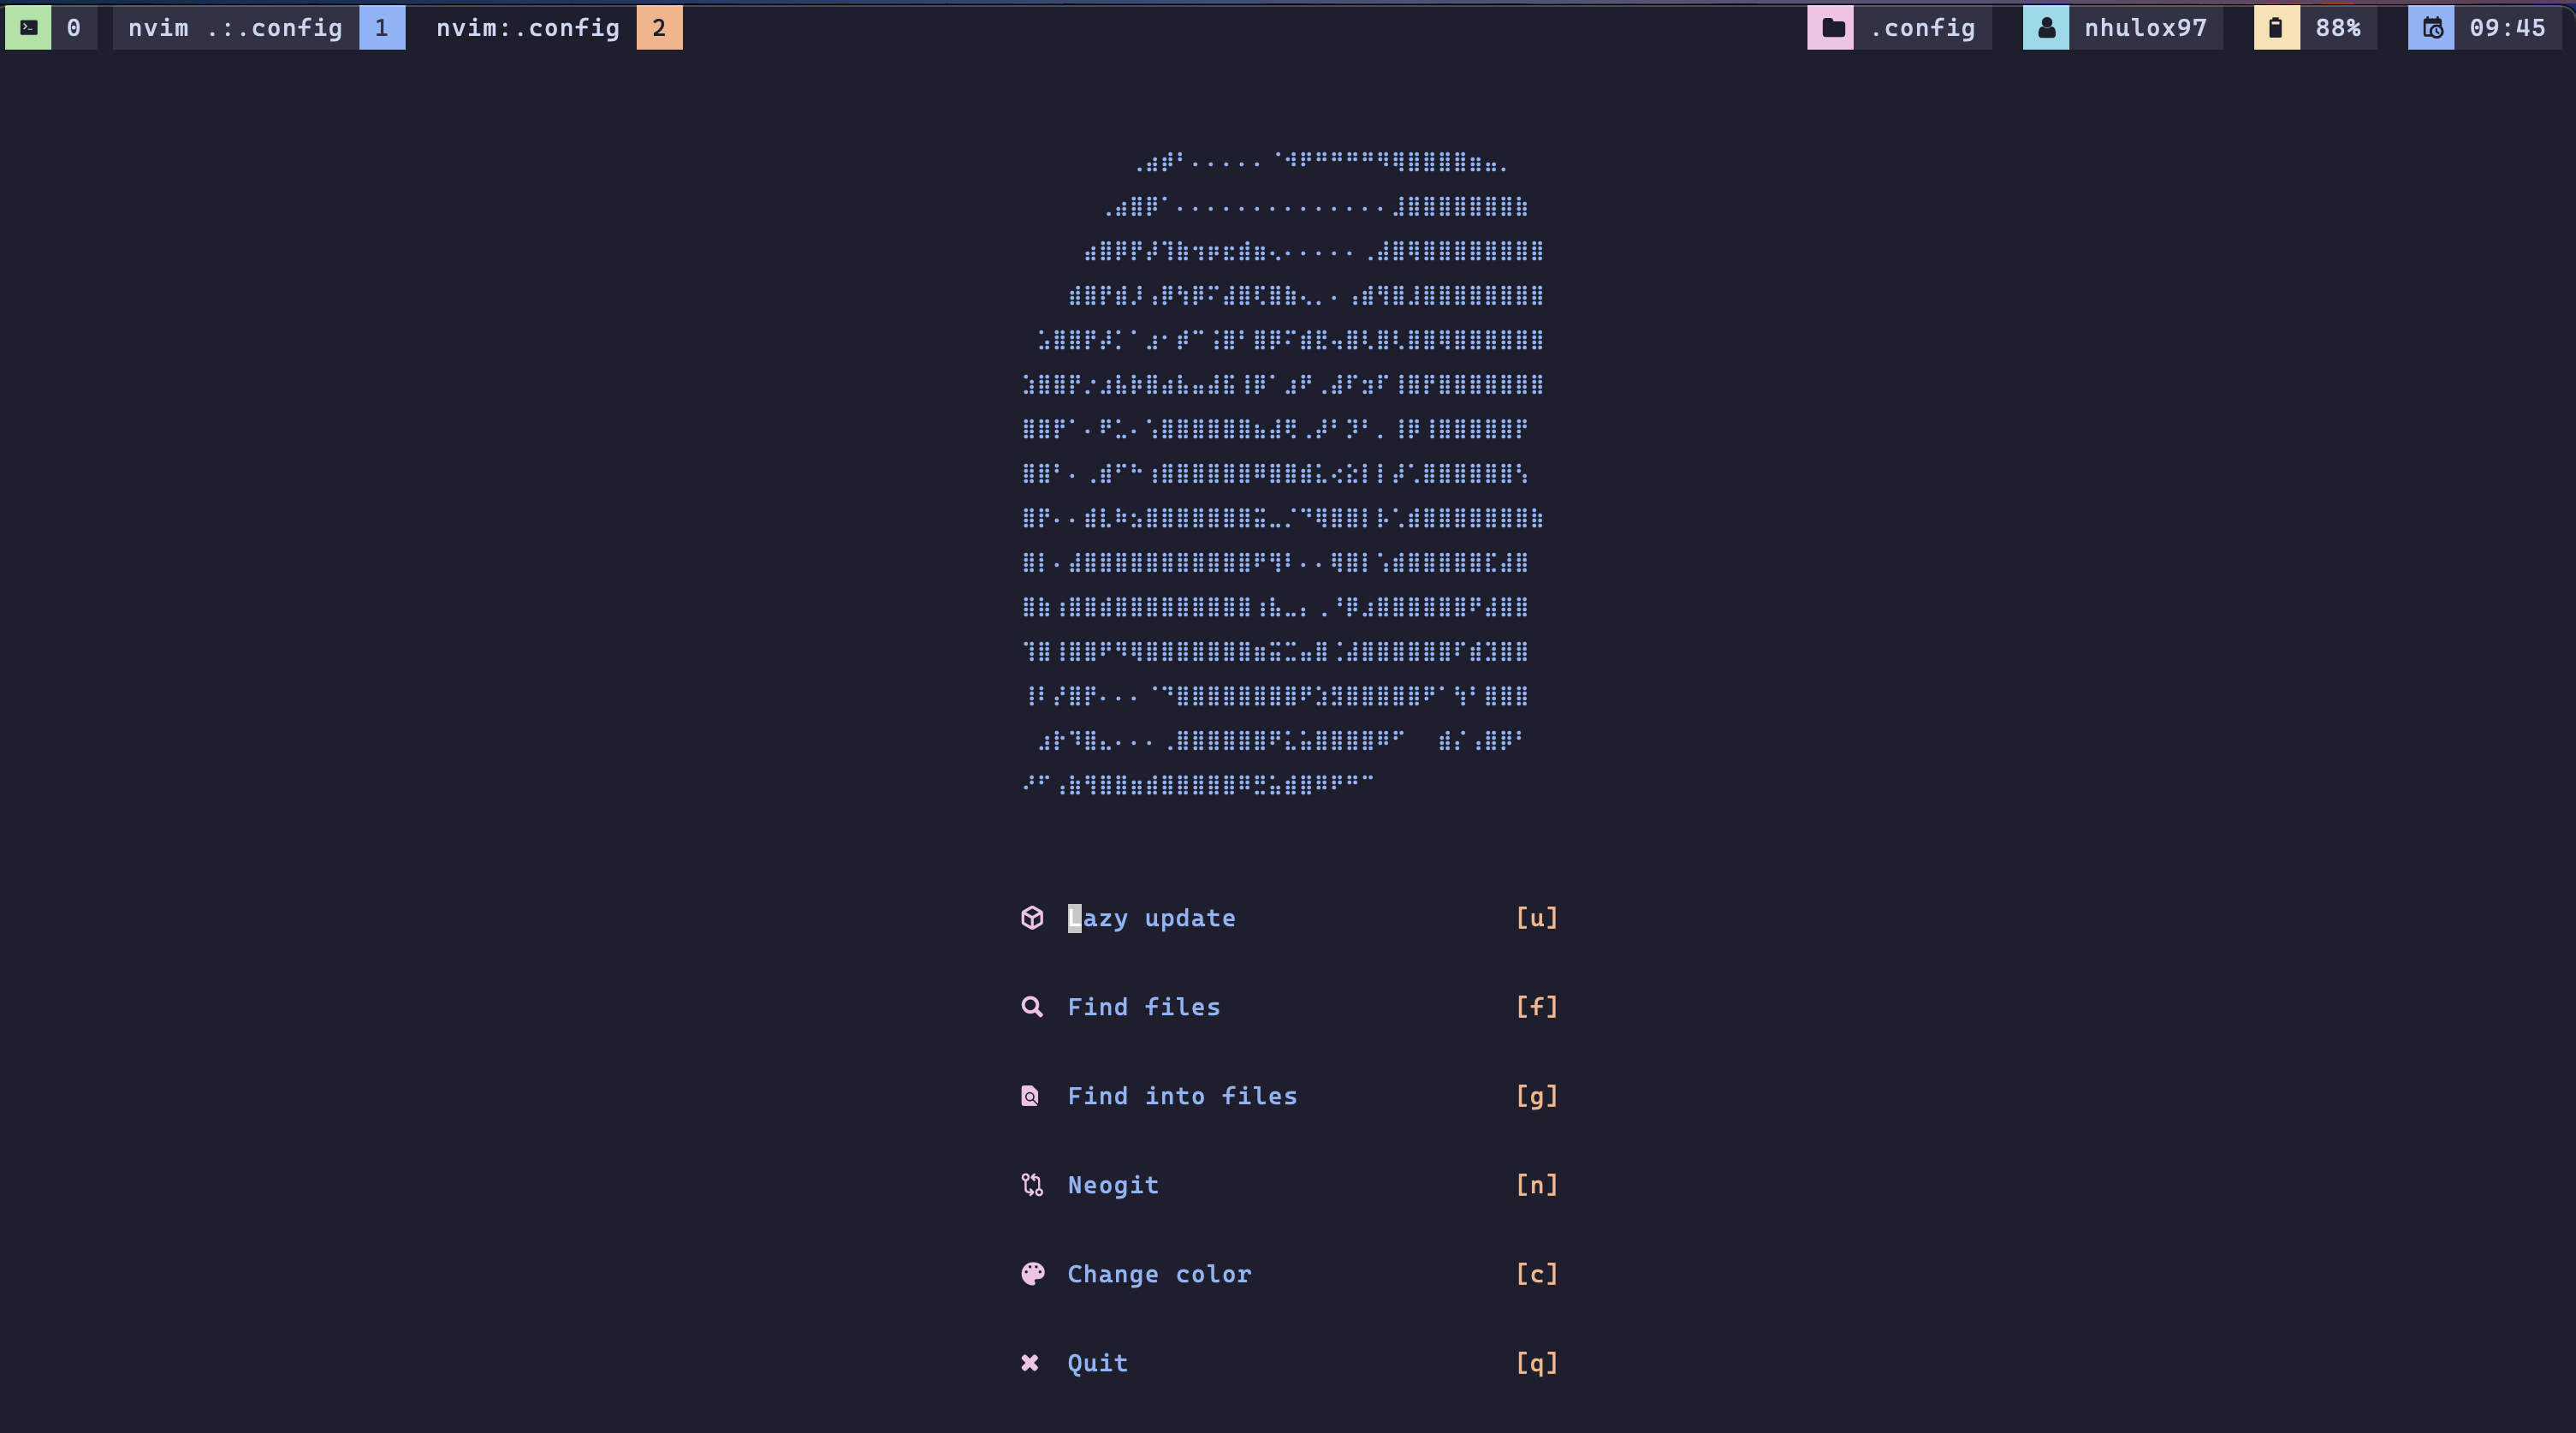 0 nvim .:.config 1 nvim:.config 2 .config nhulox97 88% 09:45
Lazy update [u]
Find files [f]
Find into files [g]
Neogit [n]
Change color [c]
Quit [q]